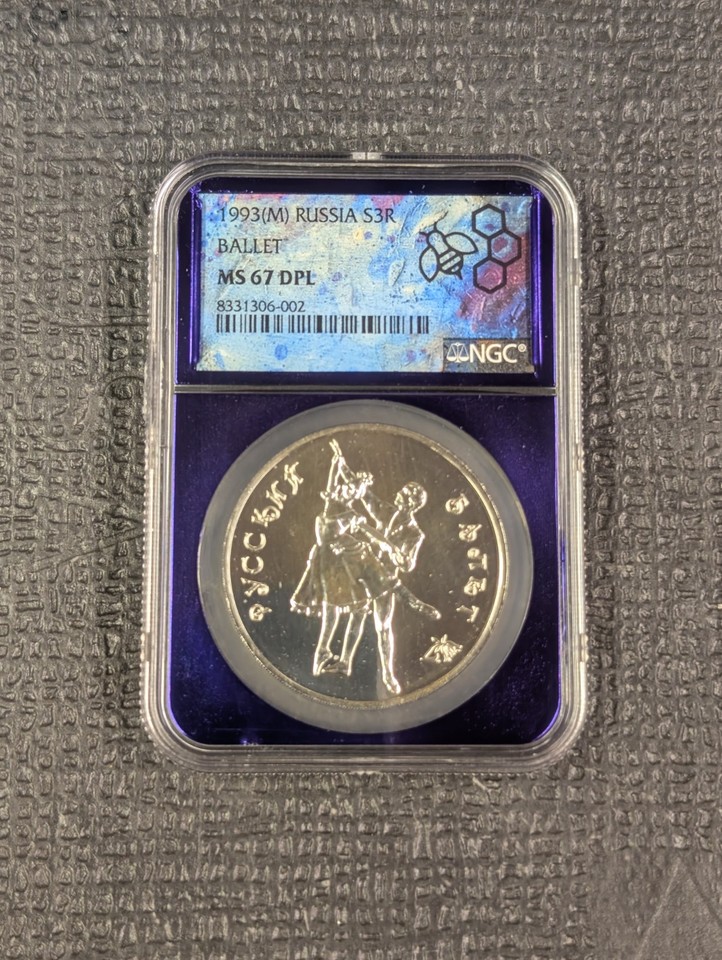 1993(M) RUSSIA S3R
BALLET
MS 67 DPL
8331306-002
NGC®
РУССКИЙ
БАЛЕТ